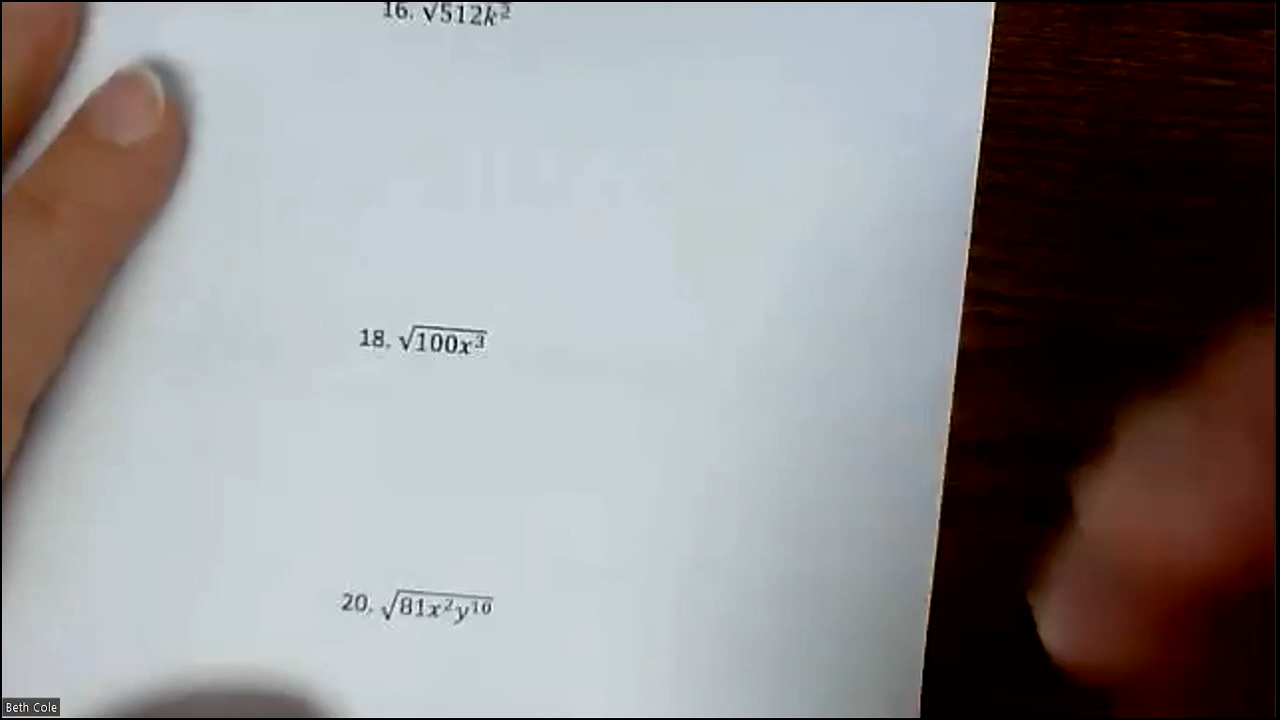 16. √512k²
18. √100x³
20. √81x²y¹⁰
Beth Cole